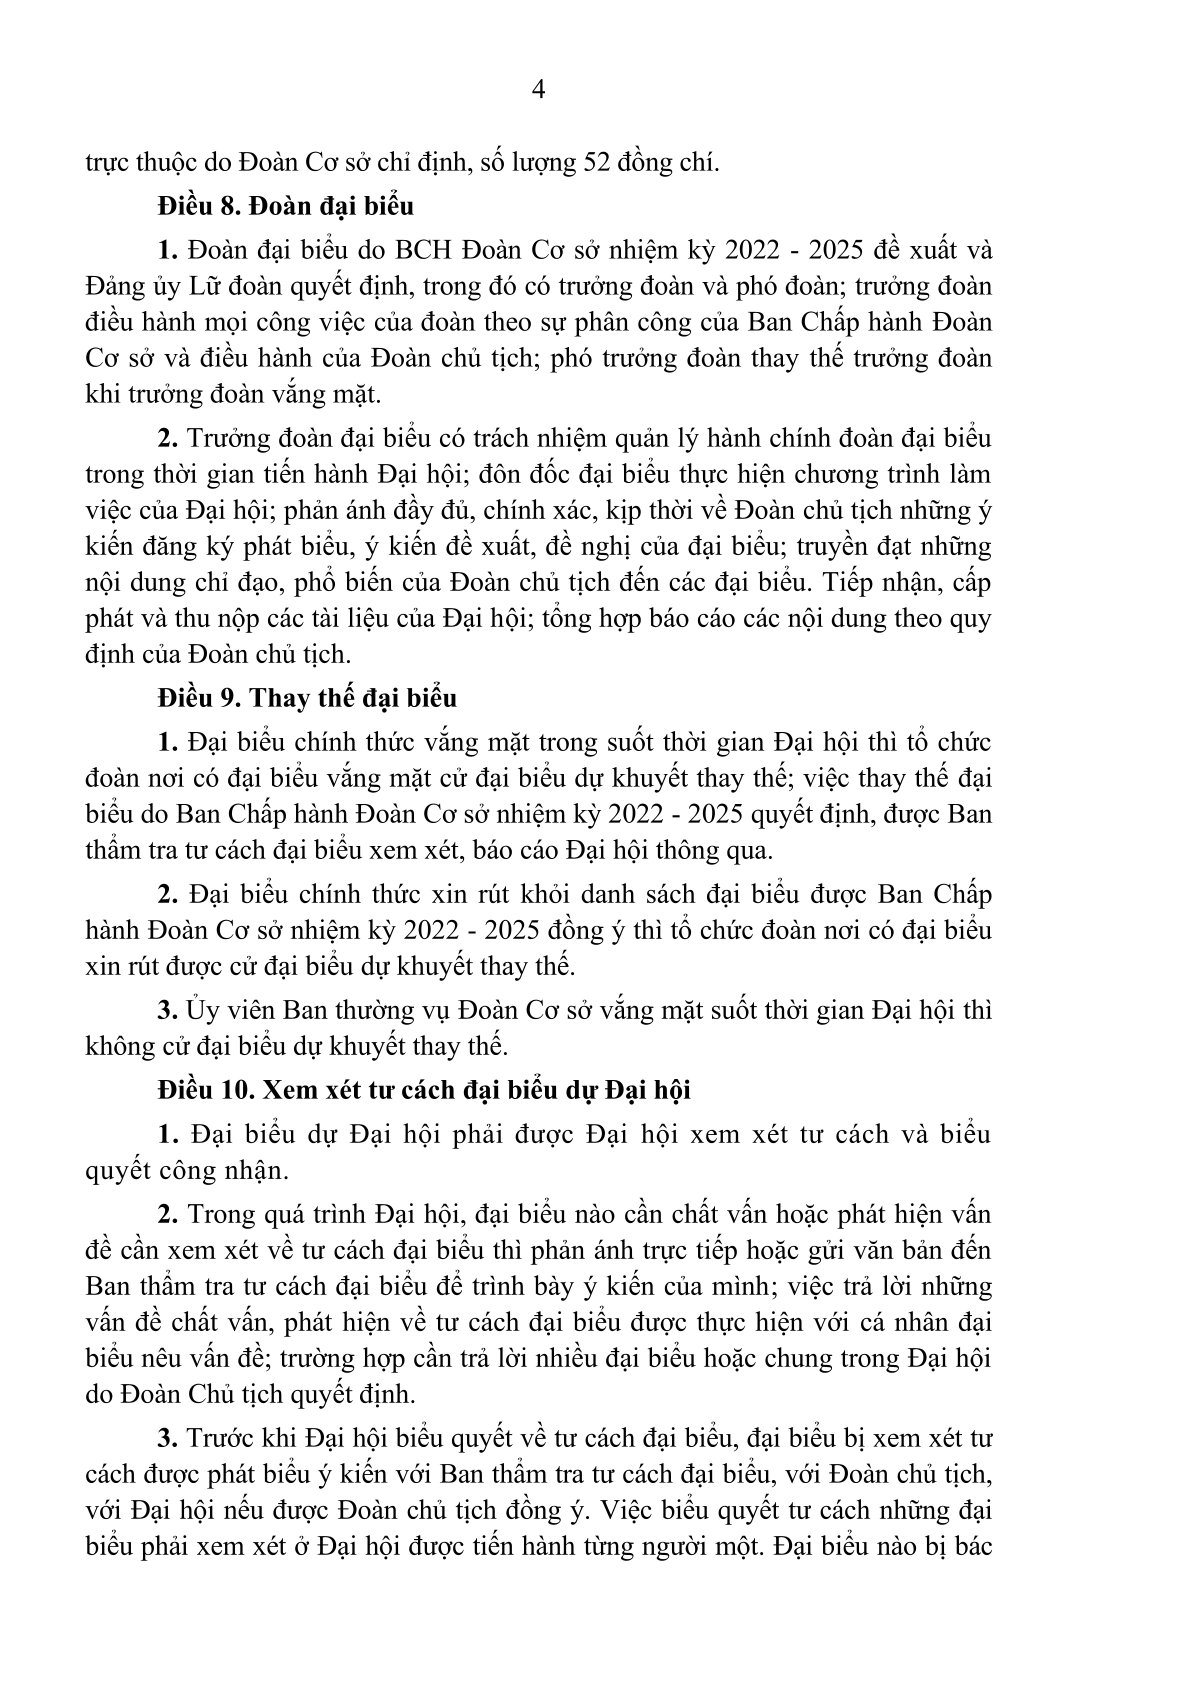 4
trực thuộc do Đoàn Cơ sở chỉ định, số lượng 52 đồng chí.
Điều 8. Đoàn đại biểu
1. Đoàn đại biểu do BCH Đoàn Cơ sở nhiệm kỳ 2022 - 2025 đề xuất và
Đảng ủy Lữ đoàn quyết định, trong đó có trưởng đoàn và phó đoàn; trưởng đoàn
điều hành mọi công việc của đoàn theo sự phân công của Ban Chấp hành Đoàn
Cơ sở và điều hành của Đoàn chủ tịch; phó trưởng đoàn thay thế trưởng đoàn
khi trưởng đoàn vắng mặt.
2. Trưởng đoàn đại biểu có trách nhiệm quản lý hành chính đoàn đại biểu
trong thời gian tiến hành Đại hội; đôn đốc đại biểu thực hiện chương trình làm
việc của Đại hội; phản ánh đầy đủ, chính xác, kịp thời về Đoàn chủ tịch những ý
kiến đăng ký phát biểu, ý kiến đề xuất, đề nghị của đại biểu; truyền đạt những
nội dung chỉ đạo, phổ biến của Đoàn chủ tịch đến các đại biểu. Tiếp nhận, cấp
phát và thu nộp các tài liệu của Đại hội; tổng hợp báo cáo các nội dung theo quy
định của Đoàn chủ tịch.
Điều 9. Thay thế đại biểu
1. Đại biểu chính thức vắng mặt trong suốt thời gian Đại hội thì tổ chức
đoàn nơi có đại biểu vắng mặt cử đại biểu dự khuyết thay thế; việc thay thế đại
biểu do Ban Chấp hành Đoàn Cơ sở nhiệm kỳ 2022 - 2025 quyết định, được Ban
thẩm tra tư cách đại biểu xem xét, báo cáo Đại hội thông qua.
2. Đại biểu chính thức xin rút khỏi danh sách đại biểu được Ban Chấp
hành Đoàn Cơ sở nhiệm kỳ 2022 - 2025 đồng ý thì tổ chức đoàn nơi có đại biểu
xin rút được cử đại biểu dự khuyết thay thế.
3. Ủy viên Ban thường vụ Đoàn Cơ sở vắng mặt suốt thời gian Đại hội thì
không cử đại biểu dự khuyết thay thế.
Điều 10. Xem xét tư cách đại biểu dự Đại hội
1. Đại biểu dự Đại hội phải được Đại hội xem xét tư cách và biểu
quyết công nhận.
2. Trong quá trình Đại hội, đại biểu nào cần chất vấn hoặc phát hiện vấn
đề cần xem xét về tư cách đại biểu thì phản ánh trực tiếp hoặc gửi văn bản đến
Ban thẩm tra tư cách đại biểu để trình bày ý kiến của mình; việc trả lời những
vấn đề chất vấn, phát hiện về tư cách đại biểu được thực hiện với cá nhân đại
biểu nêu vấn đề; trường hợp cần trả lời nhiều đại biểu hoặc chung trong Đại hội
do Đoàn Chủ tịch quyết định.
3. Trước khi Đại hội biểu quyết về tư cách đại biểu, đại biểu bị xem xét tư
cách được phát biểu ý kiến với Ban thẩm tra tư cách đại biểu, với Đoàn chủ tịch,
với Đại hội nếu được Đoàn chủ tịch đồng ý. Việc biểu quyết tư cách những đại
biểu phải xem xét ở Đại hội được tiến hành từng người một. Đại biểu nào bị bác